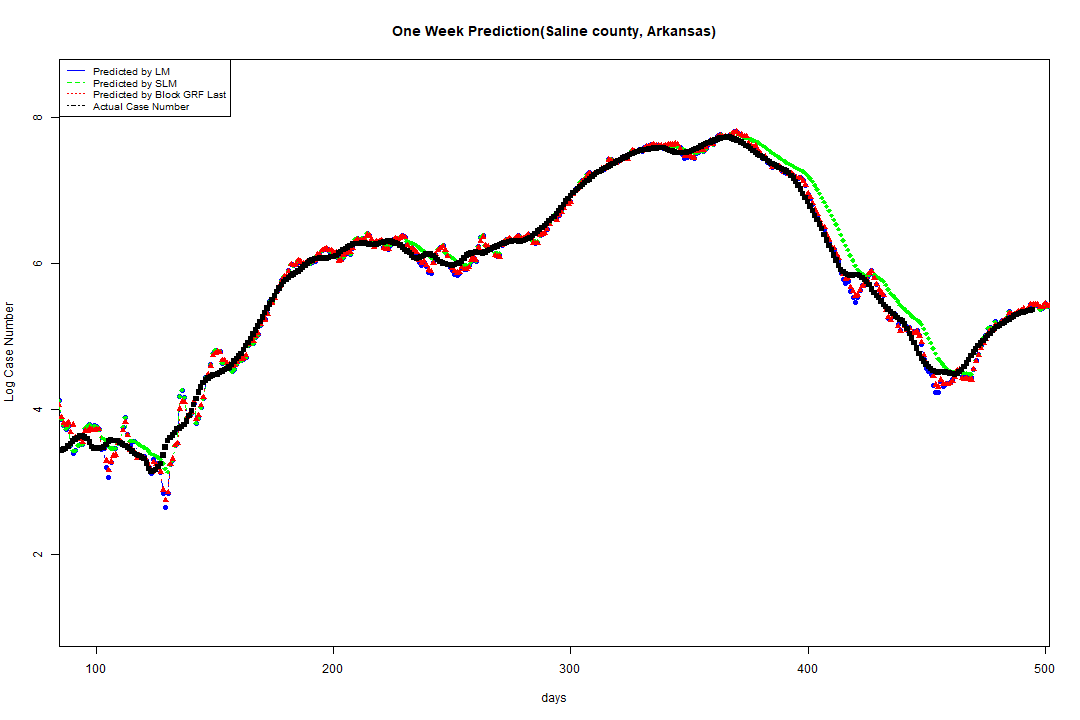 One Week Prediction(Saline county, Arkansas)
Predicted by LM
Predicted by SLM
Predicted by Block GRF Last
Actual Case Number
8
6
4
2
Log Case Number
100 200 300 400 500
days